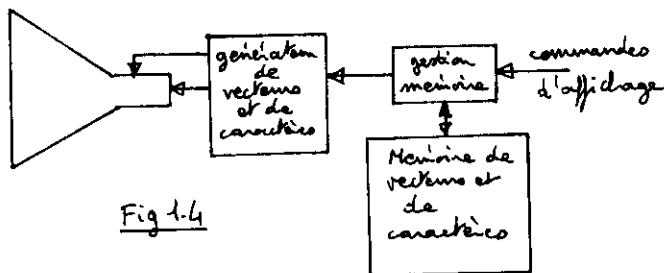 générateur
de
vecteurs
et de
caractères
gestion
mémoire
commandes
d'affichage
Mémoire de
vecteurs et
de
caractères
Fig 1.4